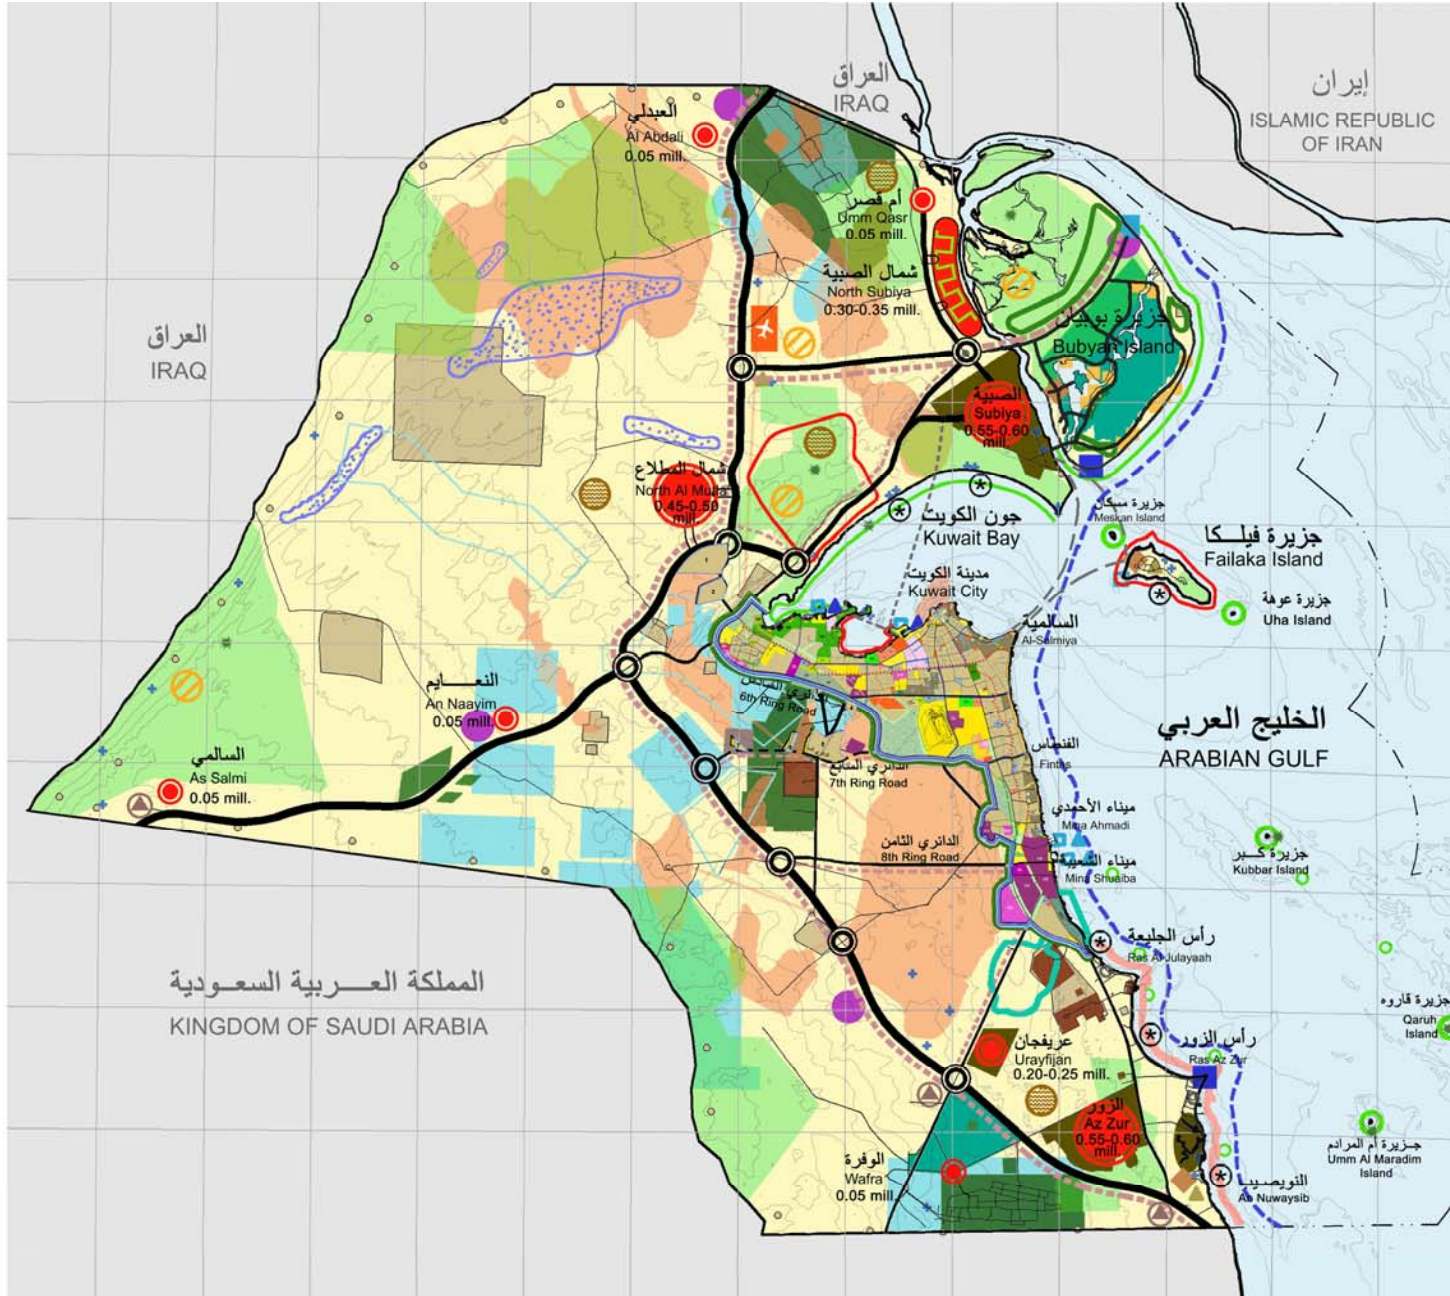 العراق
IRAQ
إيران
ISLAMIC REPUBLIC
OF IRAN
العبدلي
Al Abdali
0.05 mill.
أم قصر
Umm Qasr
0.05 mill.
شمال الصبية
North Subiya
0.30-0.35 mill.
جزيرة بوبيان
Bubyan Island
العراق
IRAQ
الصبية
Subiya
0.55-0.60
mill.
شمال المطلاع
North Al Mutla
0.45-0.50
mill.
جون الكويت
Kuwait Bay
جزيرة مسكان
Meskan Island
جزيرة فيلـكـا
Failaka Island
مدينة الكويت
Kuwait City
جزيرة عوهة
Uha Island
السالمية
Al-Salmiya
النعـــايم
An Naayim
0.05 mill.
الدائري السادس
6th Ring Road
الخليج العربي
ARABIAN GULF
السالمي
As Salmi
0.05 mill.
الفنطاس
Fintas
الدائري السابع
7th Ring Road
ميناء الأحمدي
Mina Ahmadi
الدائري الثامن
8th Ring Road
ميناء الشعيبة
Mina Shuaiba
جزيرة كـبر
Kubbar Island
رأس الجليعة
Ras Al-Julayaah
المملكة العـــربية السعـودية
KINGDOM OF SAUDI ARABIA
جزيرة قاروه
Qaruh
Island
عريفجان
Urayfijan
0.20-0.25 mill.
رأس الزور
Ras Az Zur
الزور
Az Zur
0.55-0.60
mill.
جـزيرة أم المرادم
Umm Al Maradim
Island
الوفرة
Wafra
0.05 mill.
النويصيب
An Nuwaysib